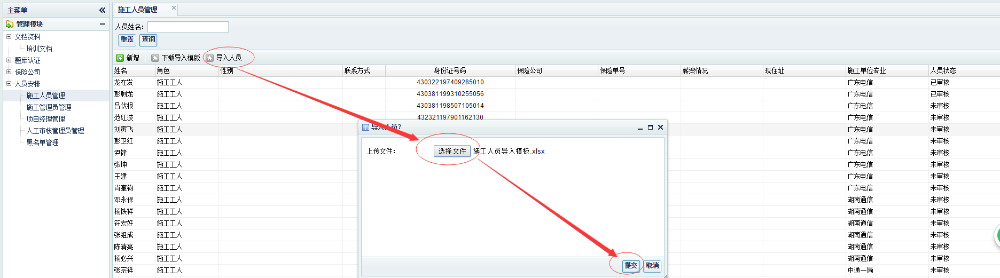 主菜单
管理模块
文档资料
培训文档
题库认证
保险公司
人员安排
施工人员管理
施工管理员管理
项目经理管理
人工审核管理员管理
黑名单管理
施工人员管理
人员姓名：
重置 查询
新增 下载导入模版 导入人员
姓名 角色 性别 联系方式 身份证号码 保险公司 保险单号 薪资情况 现住址 施工单位专业 人员状态
龙在发 施工工人 430322197409285010 广东电信 已审核
彭剩龙 施工工人 430381199310255056 广东电信 已审核
吕伏根 施工工人 430381198507105014 广东电信 未审核
范红波 施工工人 432321197901162130 广东电信 未审核
刘寅飞 施工工人 广东电信 未审核
彭卫红 施工工人 广东电信 未审核
尹锋 施工工人 广东电信 未审核
张坤 施工工人 广东电信 未审核
王建 施工工人 广东电信 未审核
肖奎钧 施工工人 广东电信 未审核
邓永保 施工工人 湖南通信 未审核
杨铁祥 施工工人 湖南通信 未审核
符宏好 施工工人 湖南通信 未审核
张组成 施工工人 湖南通信 未审核
陈清亮 施工工人 湖南通信 未审核
杨必兴 施工工人 湖南通信 未审核
张宗祥 施工工人 中通一局 未审核
导入人员?
上传文件： 选择文件 施工人员导入模板.xlsx
提交 取消